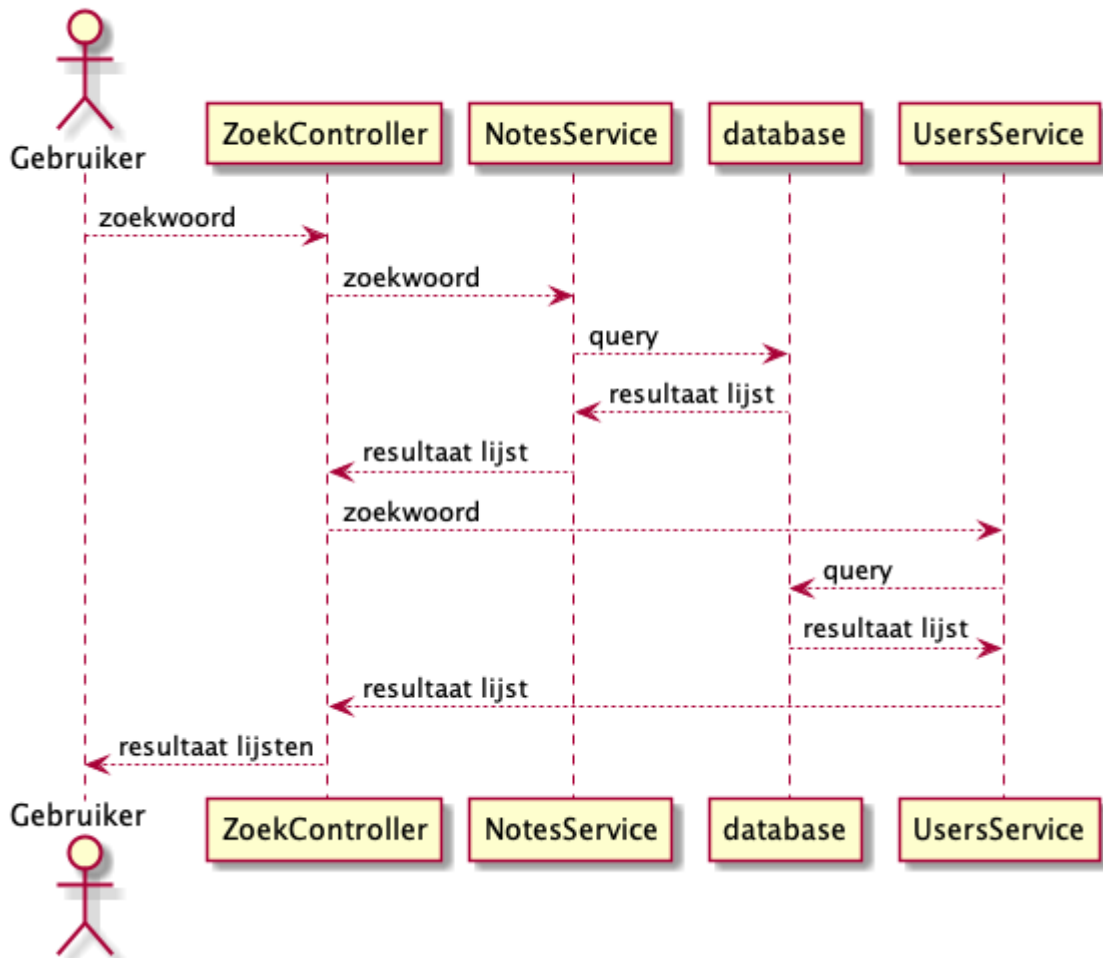 Gebruiker
ZoekController
NotesService
database
UsersService
zoekwoord
zoekwoord
query
resultaat lijst
resultaat lijst
zoekwoord
query
resultaat lijst
resultaat lijst
resultaat lijsten
Gebruiker
ZoekController
NotesService
database
UsersService